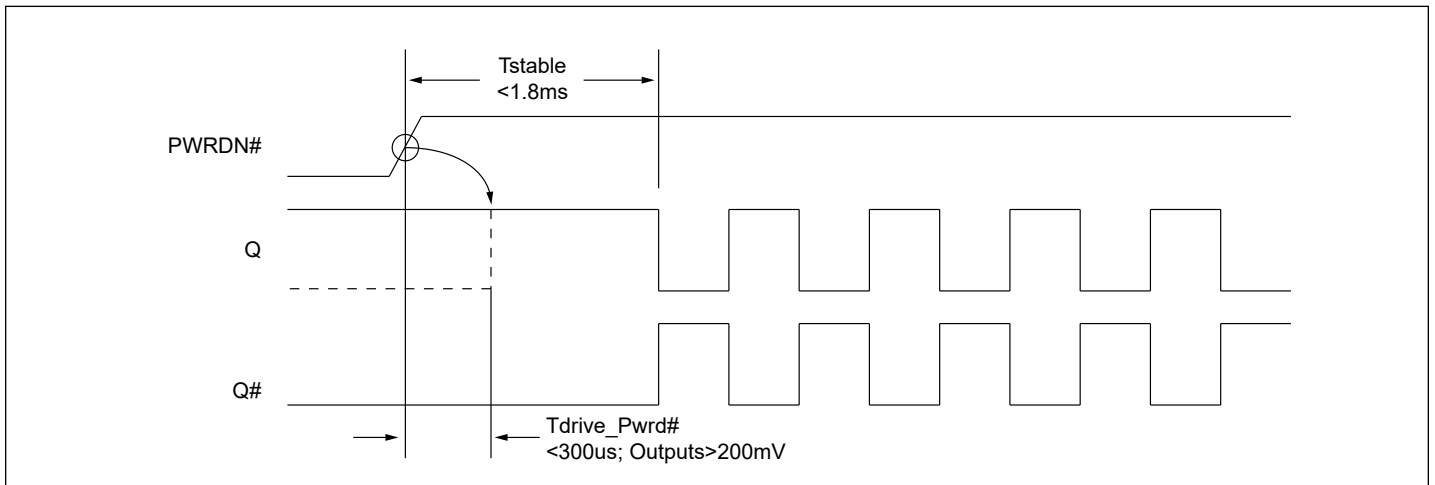 Tstable
<1.8ms
PWRDN#
Q
Q#
Tdrive_Pwrd#
<300us; Outputs>200mV